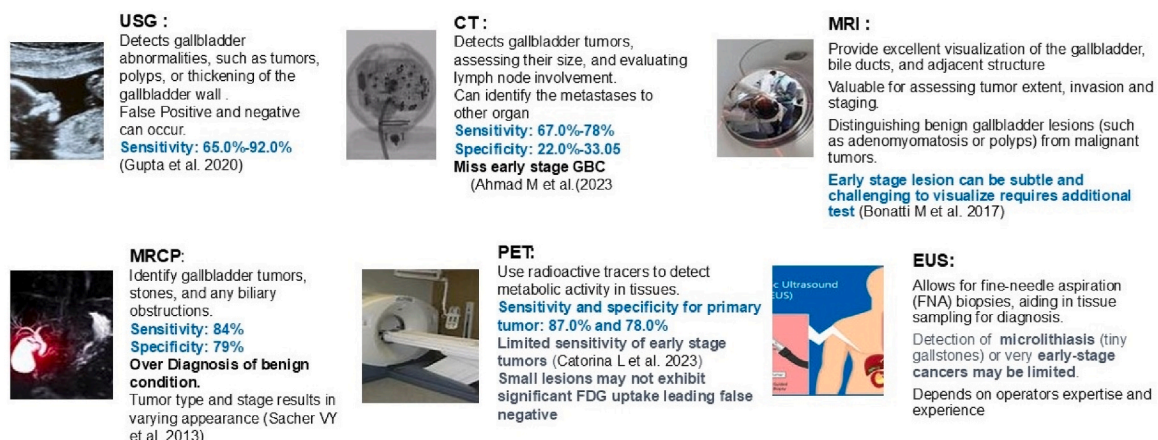 USG :
Detects gallbladder
abnormalities, such as tumors,
polyps, or thickening of the
gallbladder wall .
False Positive and negative
can occur.
Sensitivity: 65.0%-92.0%
(Gupta et al. 2020)
CT :
Detects gallbladder tumors,
assessing their size, and evaluating
lymph node involvement.
Can identify the metastases to
other organ
Sensitivity: 67.0%-78%
Specificity: 22.0%-33.05
Miss early stage GBC
(Ahmad M et al.(2023
MRI :
Provide excellent visualization of the gallbladder,
bile ducts, and adjacent structure
Valuable for assessing tumor extent, invasion and
staging.
Distinguishing benign gallbladder lesions (such
as adenomyomatosis or polyps) from malignant
tumors.
Early stage lesion can be subtle and
challenging to visualize requires additional
test (Bonatti M et al. 2017)
MRCP:
Identify gallbladder tumors,
stones, and any biliary
obstructions.
Sensitivity: 84%
Specificity: 79%
Over Diagnosis of benign
condition.
Tumor type and stage results in
varying appearance (Sacher VY
et al. 2013)
PET:
Use radioactive tracers to detect
metabolic activity in tissues.
Sensitivity and specificity for primary
tumor: 87.0% and 78.0%
Limited sensitivity of early stage
tumors (Catorina L et al. 2023)
Small lesions may not exhibit
significant FDG uptake leading false
negative
c Ultrasound
EUS)
EUS:
Allows for fine-needle aspiration
(FNA) biopsies, aiding in tissue
sampling for diagnosis.
Detection of microlithiasis (tiny
gallstones) or very early-stage
cancers may be limited.
Depends on operators expertise and
experience